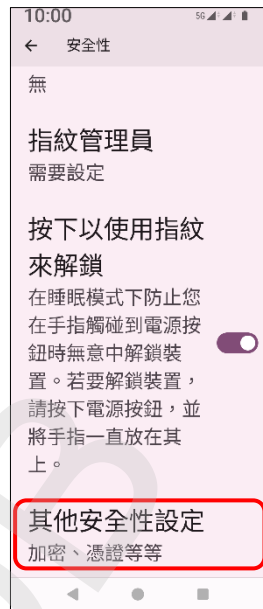 10:00
5G
← 安全性
無
指紋管理員
需要設定
按下以使用指紋
來解鎖
在睡眠模式下防止您
在手指觸碰到電源按
鈕時無意中解鎖裝
置。若要解鎖裝置，
請按下電源按鈕，並
將手指一直放在其
上。
其他安全性設定
加密、憑證等等